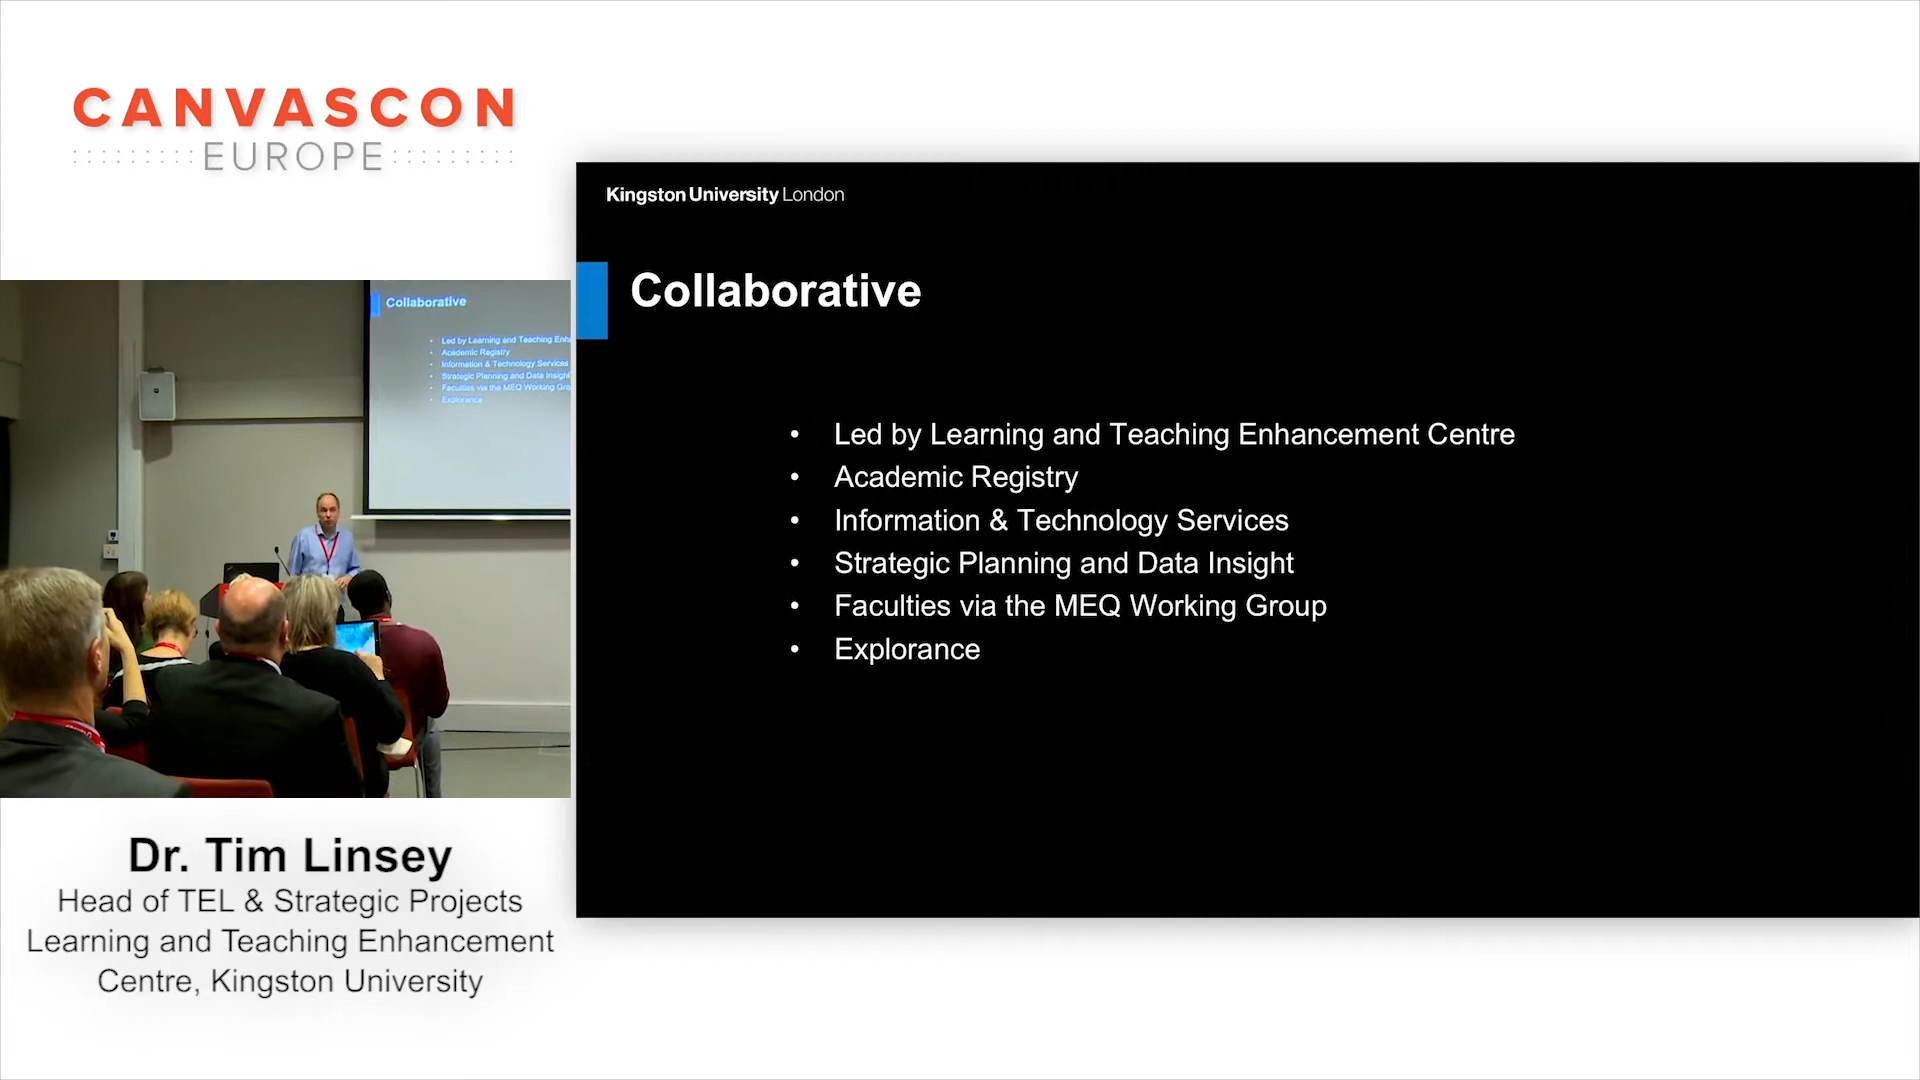 CANVASCON
EUROPE
Kingston University London
Collaborative
• Led by Learning and Teaching Enhancement Centre
• Academic Registry
• Information & Technology Services
• Strategic Planning and Data Insight
• Faculties via the MEQ Working Group
• Explorance
Collaborative
• Led by Learning and Teaching Enh
• Academic Registry
• Information & Technology Services
• Strategic Planning and Data Insight
• Faculties via the MEQ Working Gro
• Explorance
Dr. Tim Linsey
Head of TEL & Strategic Projects
Learning and Teaching Enhancement
Centre, Kingston University